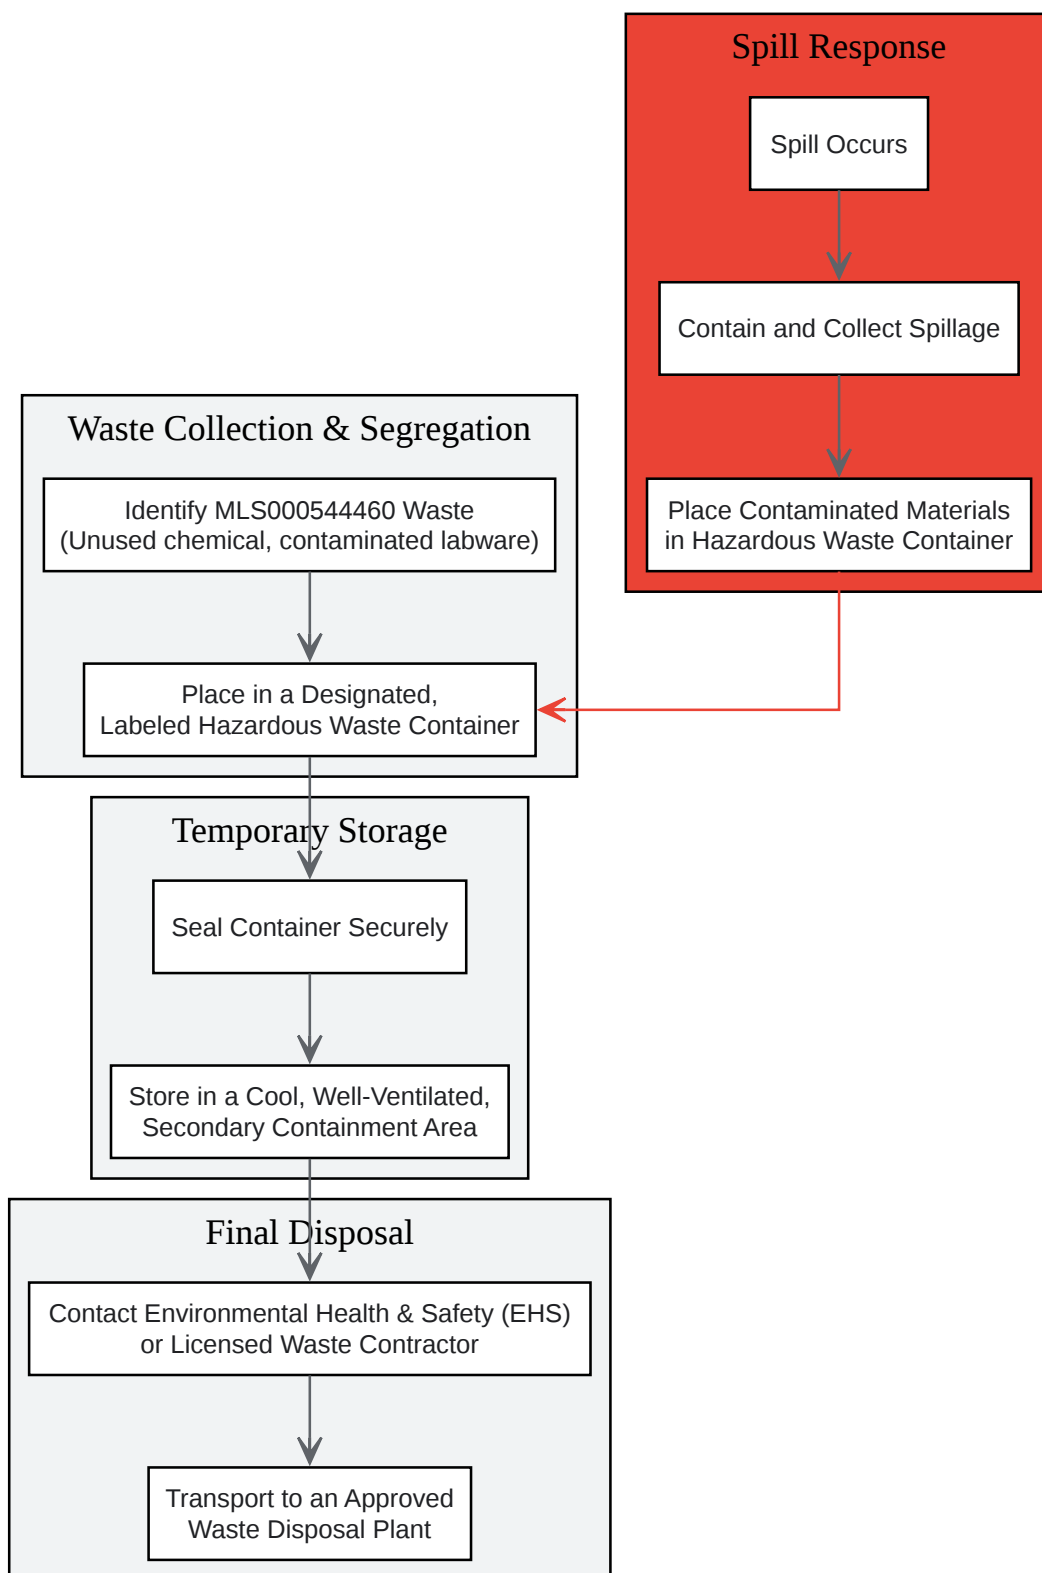 Spill Response
Spill Occurs
Contain and Collect Spillage
Place Contaminated Materials
in Hazardous Waste Container
Waste Collection & Segregation
Identify MLS000544460 Waste
(Unused chemical, contaminated labware)
Place in a Designated,
Labeled Hazardous Waste Container
Temporary Storage
Seal Container Securely
Store in a Cool, Well-Ventilated,
Secondary Containment Area
Final Disposal
Contact Environmental Health & Safety (EHS)
or Licensed Waste Contractor
Transport to an Approved
Waste Disposal Plant